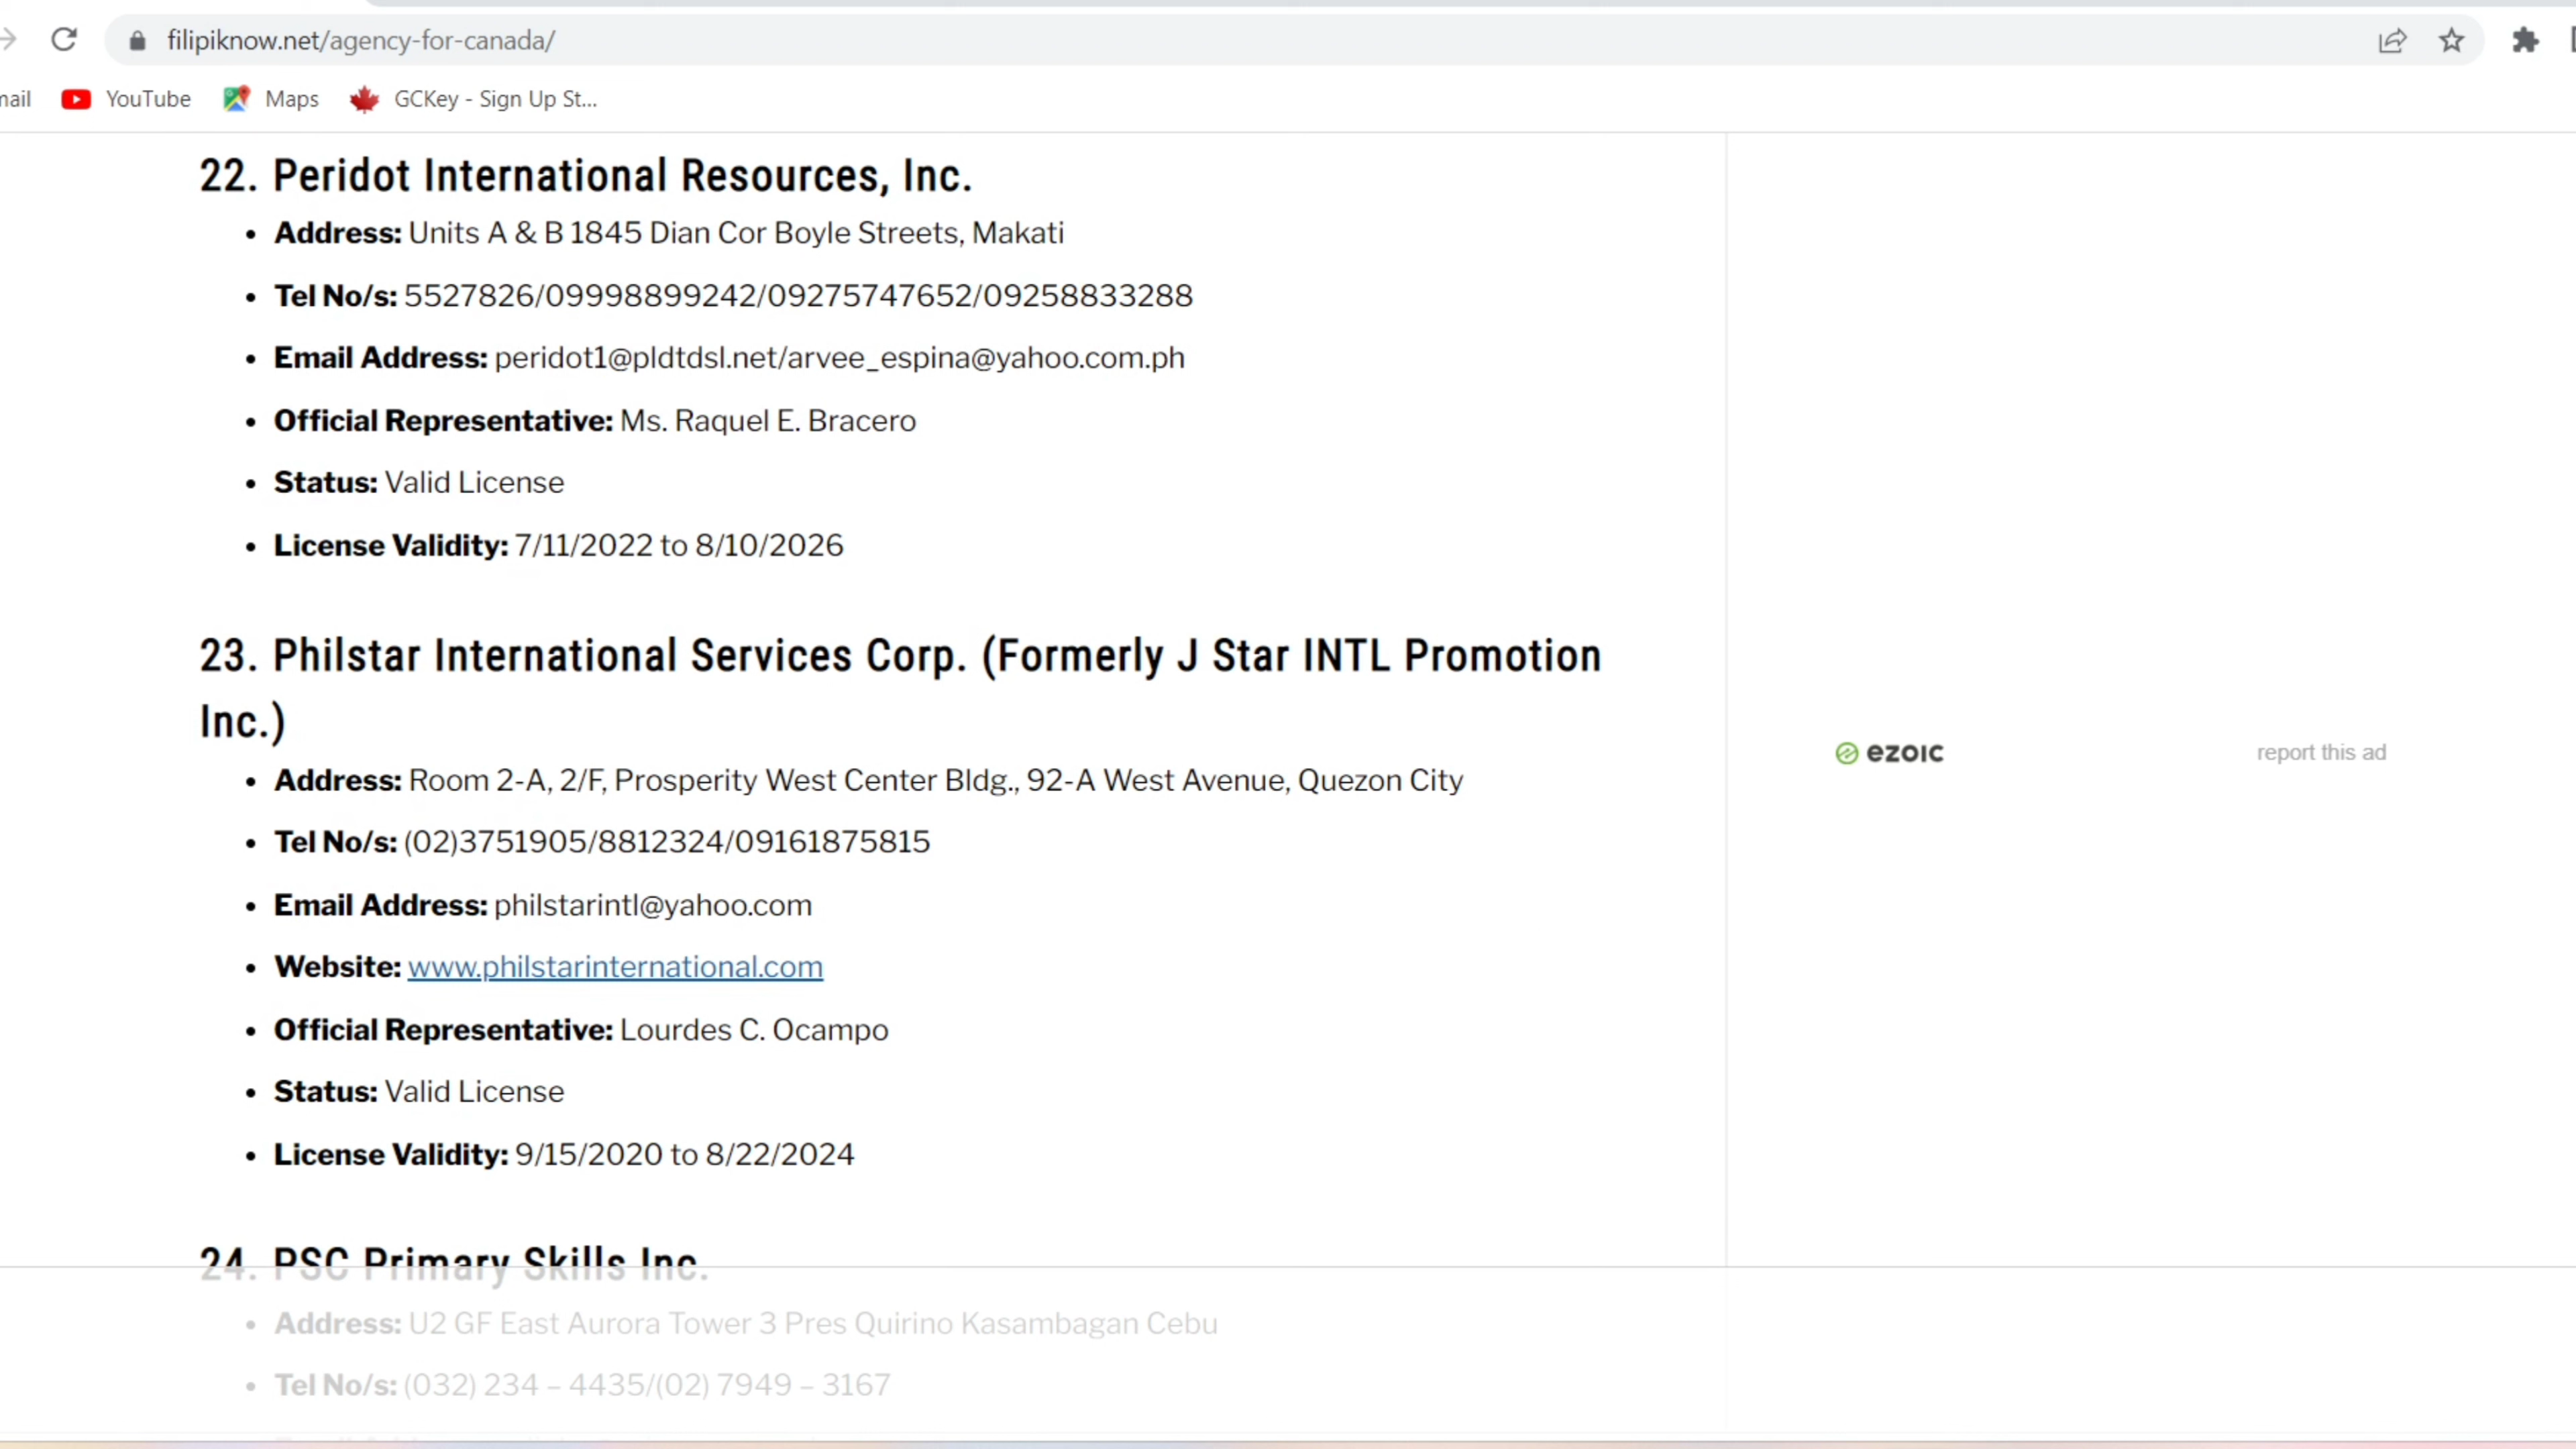 filipiknow.net/agency-for-canada/
mail YouTube Maps GCKey - Sign Up St...
22. Peridot International Resources, Inc.
• Address: Units A & B 1845 Dian Cor Boyle Streets, Makati
• Tel No/s: 5527826/09998899242/09275747652/09258833288
• Email Address: peridot1@pldtdsl.net/arvee_espina@yahoo.com.ph
• Official Representative: Ms. Raquel E. Bracero
• Status: Valid License
• License Validity: 7/11/2022 to 8/10/2026
23. Philstar International Services Corp. (Formerly J Star INTL Promotion
Inc.)
• Address: Room 2-A, 2/F, Prosperity West Center Bldg., 92-A West Avenue, Quezon City
• Tel No/s: (02)3751905/8812324/09161875815
• Email Address: philstarintl@yahoo.com
• Website: www.philstarinternational.com
• Official Representative: Lourdes C. Ocampo
• Status: Valid License
• License Validity: 9/15/2020 to 8/22/2024
ezoic report this ad
24. PSC Primary Skills Inc.
• Address: U2 GF East Aurora Tower 3 Pres Quirino Kasambagan Cebu
• Tel No/s: (032) 234 – 4435/(02) 7949 – 3167